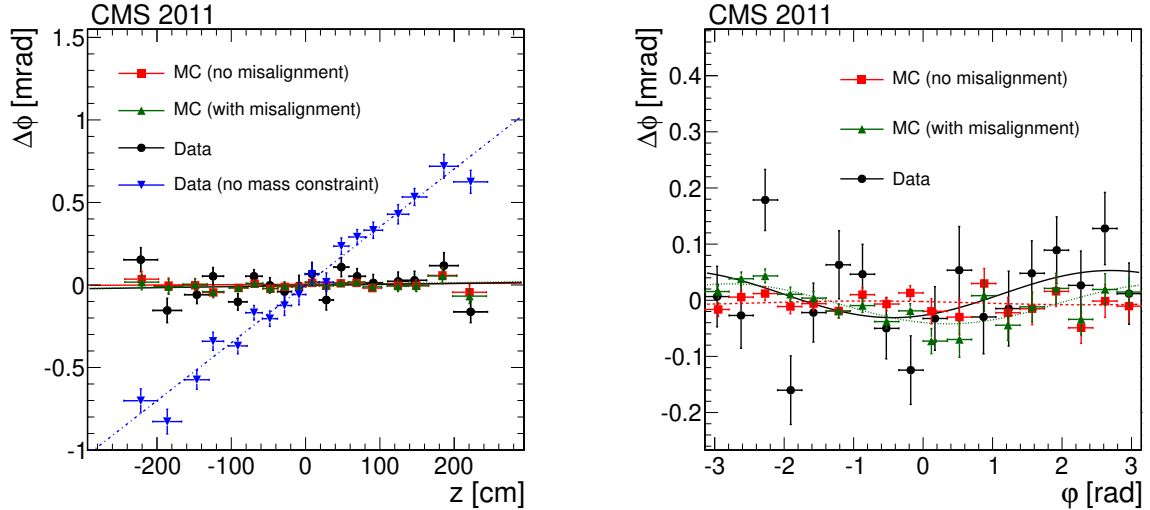 CMS 2011
Δϕ [mrad]
1.5
1
0.5
0
-0.5
-1
MC (no misalignment)
MC (with misalignment)
Data
Data (no mass constraint)
-200 -100 0 100 200
z [cm]
CMS 2011
Δϕ [mrad]
0.4
0.2
0.1
0
-0.1
-0.2
0.3
MC (no misalignment)
MC (with misalignment)
Data
-3 -2 -1 0 1 2 3
φ [rad]